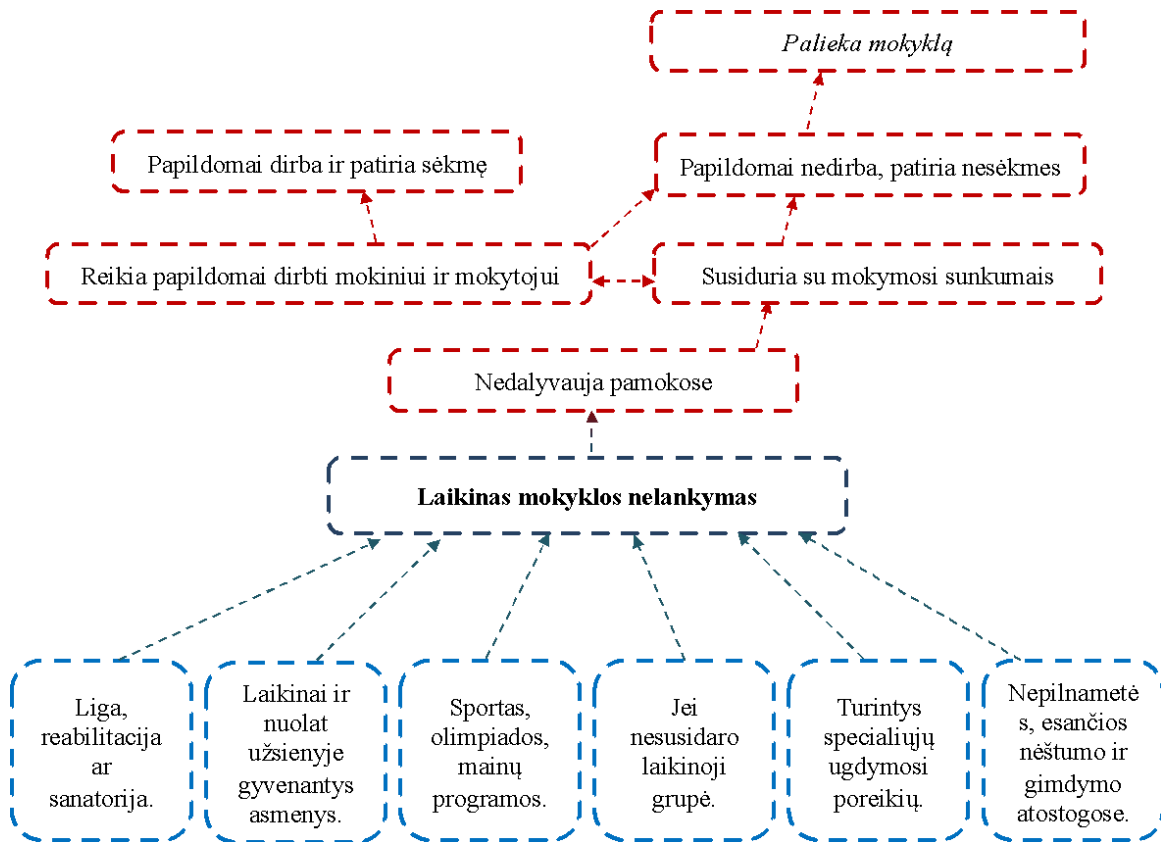 Palieka mokyklą
Papildomai dirba ir patiria sėkmę
Papildomai nedirba, patiria nesėkmes
Reikia papildomai dirbti mokiniui ir mokytojui
Susiduria su mokymosi sunkumais
Nedalyvauja pamokose
Laikinas mokyklos nelankymas
Liga,
reabilitacija
ar
sanatorija.
Laikinai ir
nuolat
užsienyje
gyvenantys
asmenys.
Sportas,
olimpiados,
mainų
programos.
Jei
nesusidaro
laikinoji
grupė.
Turintys
specialiųjų
ugdymosi
poreikių.
Nepilnametė
s, esančios
nėštumo ir
gimdymo
atostogose.